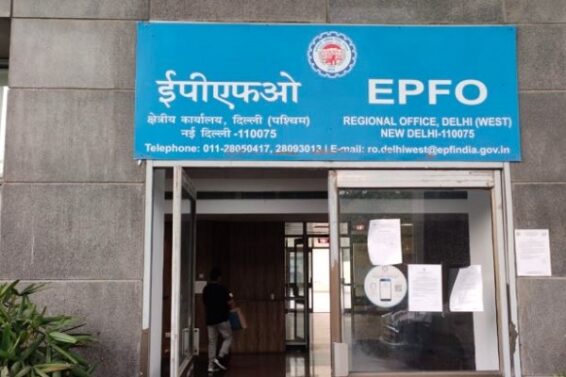 ईपीएफओ
क्षेत्रीय कार्यालय, दिल्ली (पश्चिम)
नई दिल्ली -110075
EPFO
REGIONAL OFFICE, DELHI (WEST)
NEW DELHI-110075
Telephone: 011-28050417, 28093013 I E-mail: ro.delhiwest@epfindia.gov.in